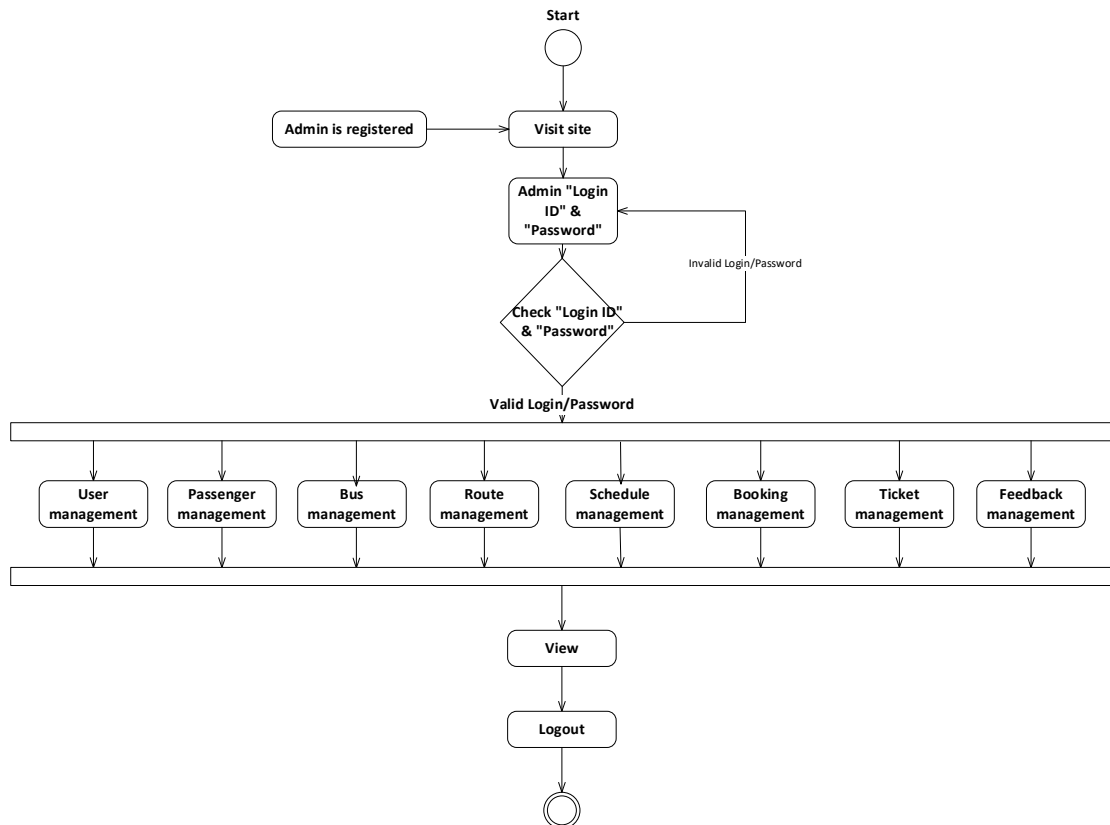 Start
Admin is registered
Visit site
Admin "Login
ID" &
"Password"
Invalid Login/Password
Check "Login ID"
& "Password"
Valid Login/Password
User
management
Passenger
management
Bus
management
Route
management
Schedule
management
Booking
management
Ticket
management
Feedback
management
View
Logout